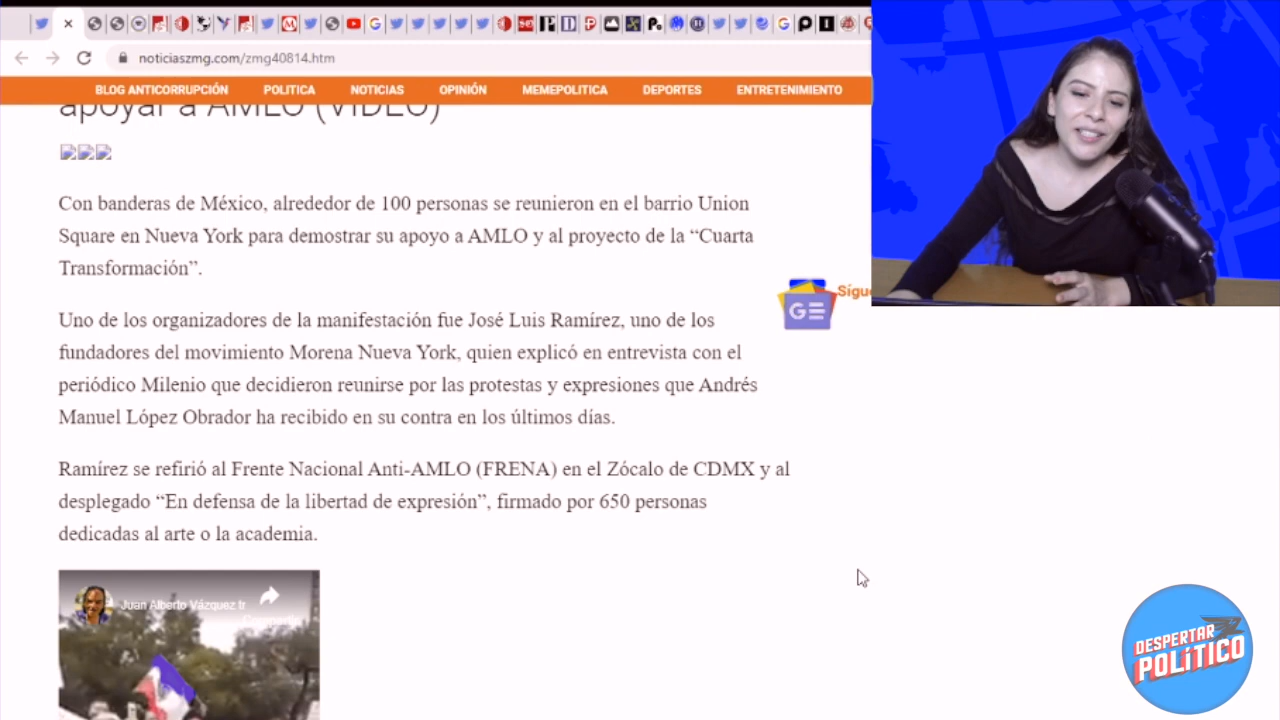 noticiaszmg.com/zmg40814.htm
BLOG ANTICORRUPCIÓN POLITICA NOTICIAS OPINIÓN MEMEPOLITICA DEPORTES ENTRETENIMIENTO
apoyar a AMLO (VIDEO)
Con banderas de México, alrededor de 100 personas se reunieron en el barrio Union
Square en Nueva York para demostrar su apoyo a AMLO y al proyecto de la “Cuarta
Transformación”.
Sígue
GE
Uno de los organizadores de la manifestación fue José Luis Ramírez, uno de los
fundadores del movimiento Morena Nueva York, quien explicó en entrevista con el
periódico Milenio que decidieron reunirse por las protestas y expresiones que Andrés
Manuel López Obrador ha recibido en su contra en los últimos días.
Ramírez se refirió al Frente Nacional Anti-AMLO (FRENA) en el Zócalo de CDMX y al
desplegado “En defensa de la libertad de expresión”, firmado por 650 personas
dedicadas al arte o la academia.
Juan Alberto Vázquez tr
DESPERTAR
POLÍTICO